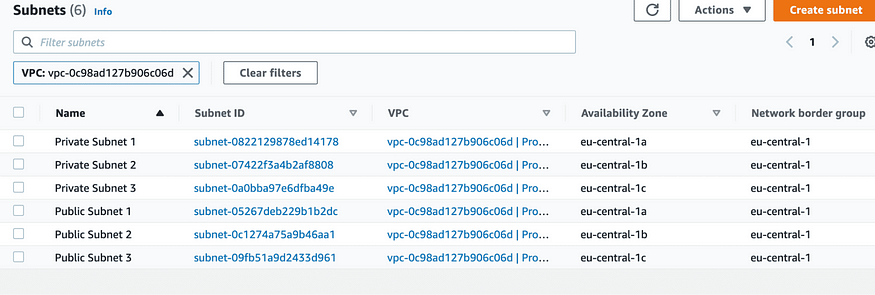 Subnets (6) Info Actions Create subnet
Filter subnets 1
VPC: vpc-0c98ad127b906c06d Clear filters
Name Subnet ID VPC Availability Zone Network border group
Private Subnet 1 subnet-0822129878ed14178 vpc-0c98ad127b906c06d | Pro... eu-central-1a eu-central-1
Private Subnet 2 subnet-07422f3a4b2af8808 vpc-0c98ad127b906c06d | Pro... eu-central-1b eu-central-1
Private Subnet 3 subnet-0a0bba97e6dfba49e vpc-0c98ad127b906c06d | Pro... eu-central-1c eu-central-1
Public Subnet 1 subnet-05267deb229b1b2dc vpc-0c98ad127b906c06d | Pro... eu-central-1a eu-central-1
Public Subnet 2 subnet-0c1274a75a9b46aa1 vpc-0c98ad127b906c06d | Pro... eu-central-1b eu-central-1
Public Subnet 3 subnet-09fb51a9d2433d961 vpc-0c98ad127b906c06d | Pro... eu-central-1c eu-central-1